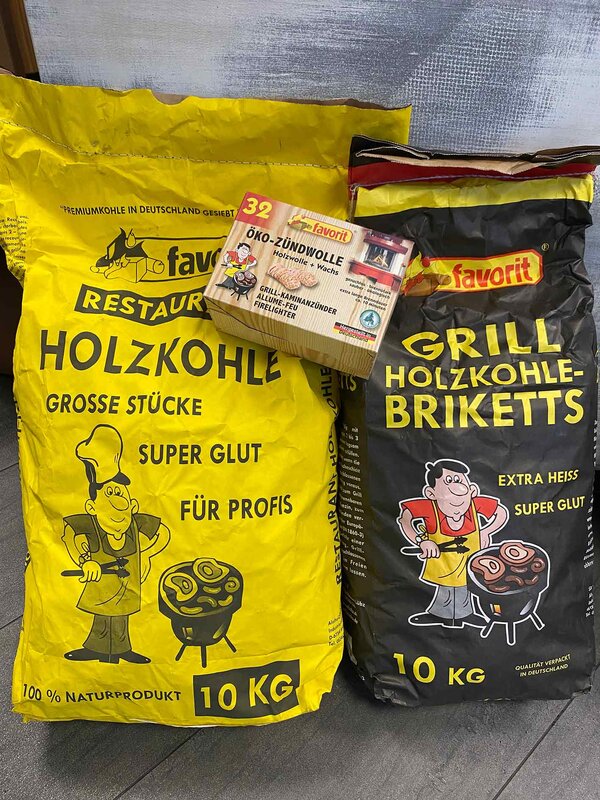 "PREMIUMKOHLE IN DEUTSCHLAND GESIEBT
favo
RESTAUR
HOLZKOHLE
GROSSE STÜCKE
SUPER GLUT
FÜR PROFIS
100 % NATURPRODUKT
10 KG
32
favorit
ÖKO-ZÜNDWOLLE
Holzwolle + Wachs
GRILL-KAMINANZÜNDER
ALLUME-FEU
FIRELIGHTER
favorit
®
GRILL
HOLZKOHLE-
BRIKETTS
EXTRA HEISS
SUPER GLUT
10 KG
QUALITÄT VERPACKT
IN DEUTSCHLAND